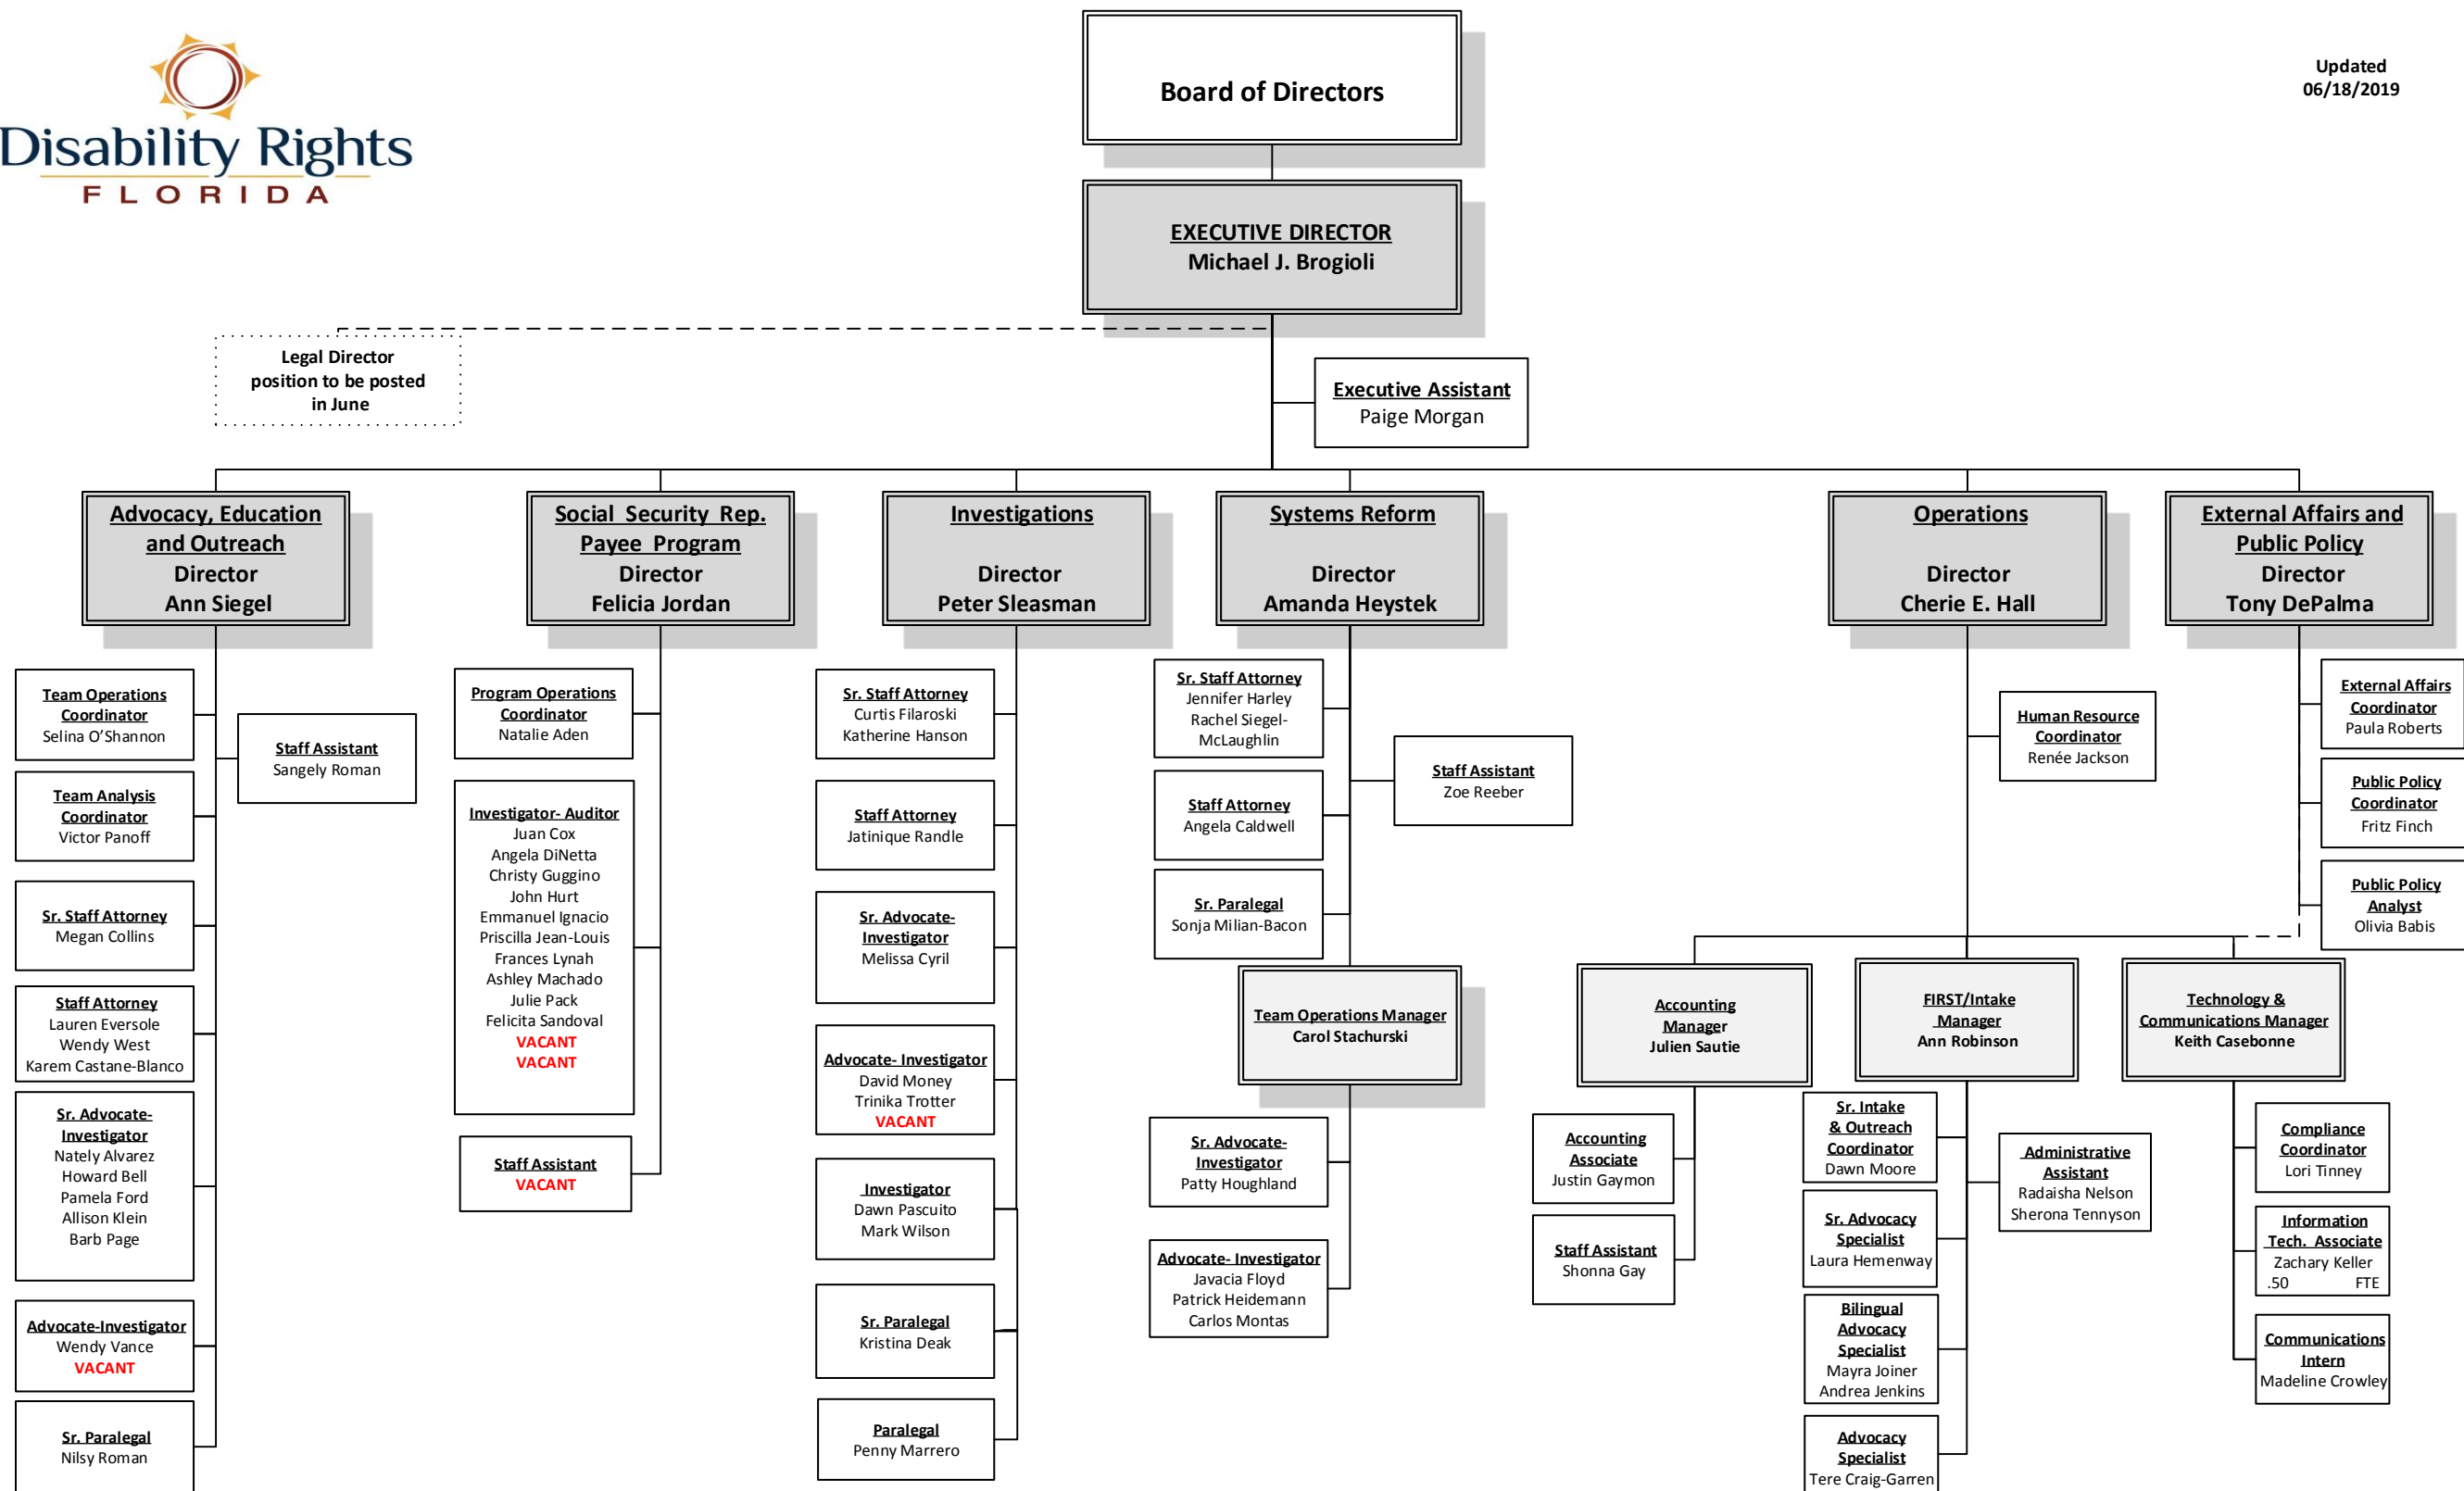 Disability Rights
FLORIDA
Updated
06/18/2019
Board of Directors
EXECUTIVE DIRECTOR
Michael J. Brogioli
Legal Director
position to be posted
in June
Executive Assistant
Paige Morgan
Advocacy, Education
and Outreach
Director
Ann Siegel
Team Operations
Coordinator
Selina O’Shannon
Staff Assistant
Sangely Roman
Team Analysis
Coordinator
Victor Panoff
Sr. Staff Attorney
Megan Collins
Staff Attorney
Lauren Eversole
Wendy West
Karem Castane-Blanco
Sr. Advocate-
Investigator
Nately Alvarez
Howard Bell
Pamela Ford
Allison Klein
Barb Page
Advocate-Investigator
Wendy Vance
VACANT
Sr. Paralegal
Nilsy Roman
Social Security Rep.
Payee Program
Director
Felicia Jordan
Program Operations
Coordinator
Natalie Aden
Investigator- Auditor
Juan Cox
Angela DiNetta
Christy Guggino
John Hurt
Emmanuel Ignacio
Priscilla Jean-Louis
Frances Lynah
Ashley Machado
Julie Pack
Felicita Sandoval
VACANT
VACANT
Staff Assistant
VACANT
Investigations
Director
Peter Sleasman
Sr. Staff Attorney
Curtis Filaroski
Katherine Hanson
Staff Attorney
Jatinique Randle
Sr. Advocate-
Investigator
Melissa Cyril
Advocate- Investigator
David Money
Trinika Trotter
VACANT
Investigator
Dawn Pascuito
Mark Wilson
Sr. Paralegal
Kristina Deak
Paralegal
Penny Marrero
Systems Reform
Director
Amanda Heystek
Sr. Staff Attorney
Jennifer Harley
Rachel Siegel-
McLaughlin
Staff Assistant
Zoe Reeber
Staff Attorney
Angela Caldwell
Sr. Paralegal
Sonja Milian-Bacon
Team Operations Manager
Carol Stachurski
Sr. Advocate-
Investigator
Patty Houghland
Advocate- Investigator
Javacia Floyd
Patrick Heidemann
Carlos Montas
Operations
Director
Cherie E. Hall
Human Resource
Coordinator
Renée Jackson
Accounting
Manager
Julien Sautie
Accounting
Associate
Justin Gaymon
Staff Assistant
Shonna Gay
FIRST/Intake
Manager
Ann Robinson
Sr. Intake
& Outreach
Coordinator
Dawn Moore
Administrative
Assistant
Radaisha Nelson
Sherona Tennyson
Sr. Advocacy
Specialist
Laura Hemenway
Bilingual
Advocacy
Specialist
Mayra Joiner
Andrea Jenkins
Advocacy
Specialist
Tere Craig-Garren
Technology &
Communications Manager
Keith Casebonne
Compliance
Coordinator
Lori Tinney
Information
Tech. Associate
Zachary Keller
.50 FTE
Communications
Intern
Madeline Crowley
External Affairs and
Public Policy
Director
Tony DePalma
External Affairs
Coordinator
Paula Roberts
Public Policy
Coordinator
Fritz Finch
Public Policy
Analyst
Olivia Babis